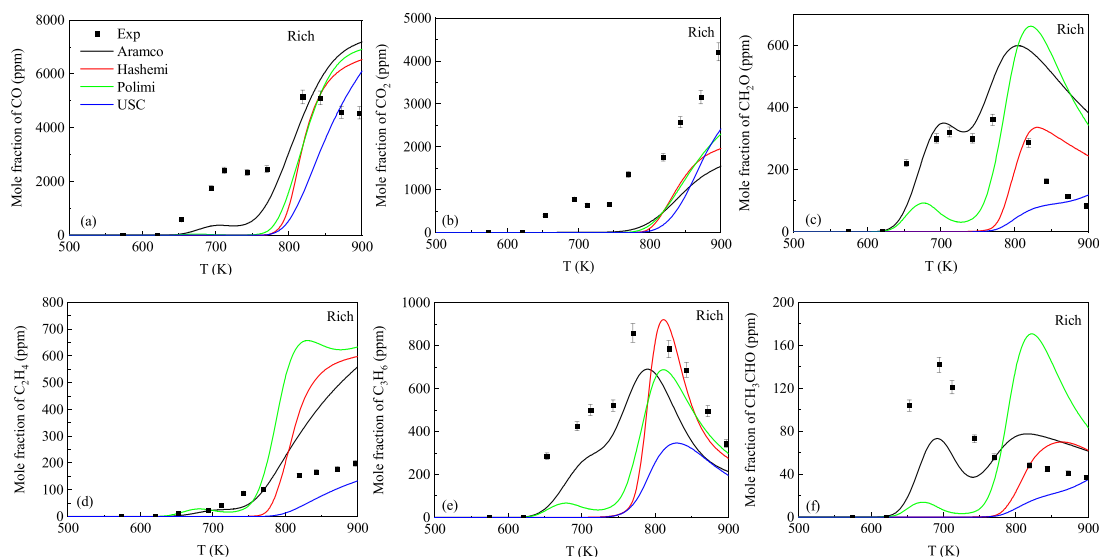 8000
6000
4000
2000
0
500 600 700 800 900
Mole fraction of CO (ppm)
T (K)
Exp
Aramco
Hashemi
Polimi
USC
Rich
(a)
5000
4000
3000
2000
1000
0
500 600 700 800 900
Mole fraction of CO₂ (ppm)
T (K)
Rich
(b)
600
400
200
0
500 600 700 800 900
Mole fraction of CH₂O (ppm)
T (K)
Rich
(c)
800
700
600
500
400
300
200
100
0
500 600 700 800 900
Mole fraction of C₂H₄ (ppm)
T (K)
Rich
(d)
1000
800
600
400
200
0
500 600 700 800 900
Mole fraction of C₃H₆ (ppm)
T (K)
Rich
(e)
200
160
120
80
40
0
500 600 700 800 900
Mole fraction of CH₃CHO (ppm)
T (K)
Rich
(f)